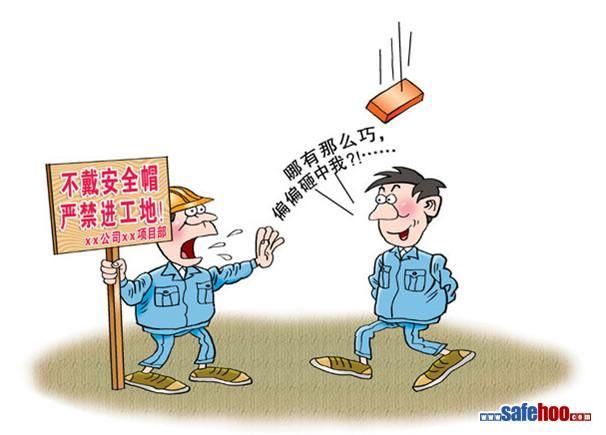 不戴安全帽
严禁进工地!
xx公司xx项目部
哪有那么巧，
偏偏砸中我?!……
www.safehoo.com